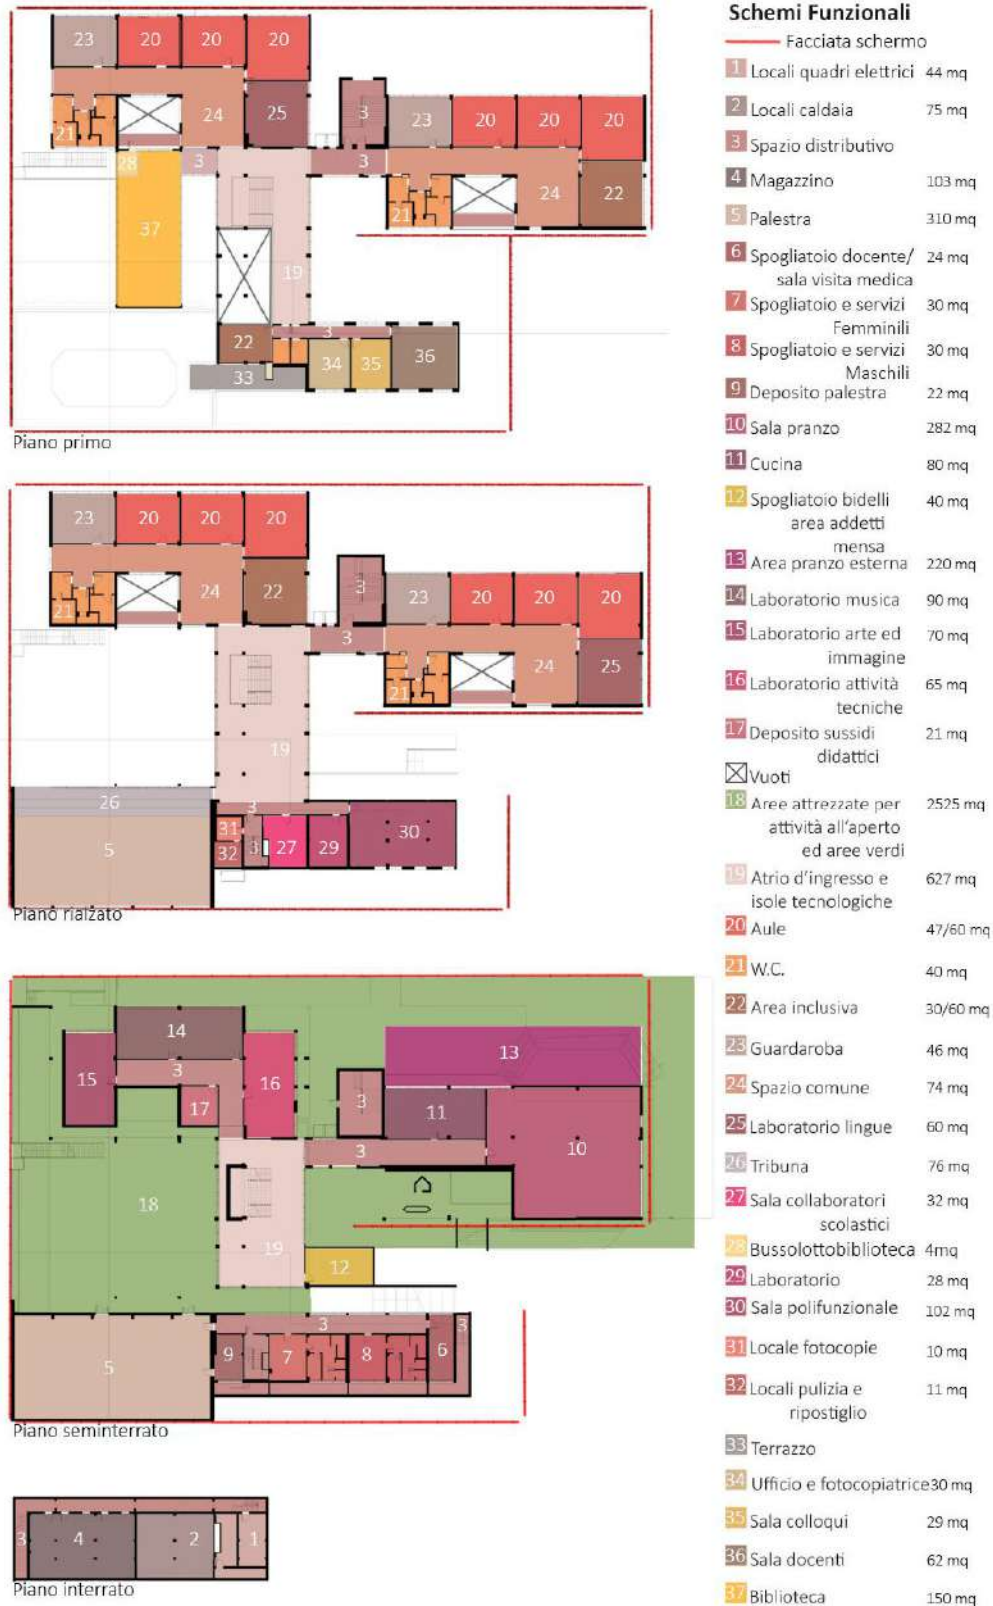 23 20 20 20
24 25
21
28 3
37
3
23 20 20 20
3
21 24 22
19
22 3
34 35 36
33
Piano primo
23 20 20 20
24 22
21
3
23 20 20 20
3
21 24 25
19
26
5
3
31
32 3 27 29 30
Piano rialzato
14
15 3 16
17
13
3 11
3 10
18
19
12
5
3 3
9 7 8 6
Piano seminterrato
3 4 2 1
Piano interrato
Schemi Funzionali
Facciata schermo
1 Locali quadri elettrici 44 mq
2 Locali caldaia 75 mq
3 Spazio distributivo
4 Magazzino 103 mq
5 Palestra 310 mq
6 Spogliatoio docente/ 24 mq
sala visita medica
7 Spogliatoio e servizi 30 mq
Femminili
8 Spogliatoio e servizi 30 mq
Maschili
9 Deposito palestra 22 mq
10 Sala pranzo 282 mq
11 Cucina 80 mq
12 Spogliatoio bidelli 40 mq
area addetti
mensa
13 Area pranzo esterna 220 mq
14 Laboratorio musica 90 mq
15 Laboratorio arte ed 70 mq
immagine
16 Laboratorio attività 65 mq
tecniche
17 Deposito sussidi 21 mq
didattici
Vuoti
18 Aree attrezzate per 2525 mq
attività all'aperto
ed aree verdi
19 Atrio d'ingresso e 627 mq
isole tecnologiche
20 Aule 47/60 mq
21 W.C. 40 mq
22 Area inclusiva 30/60 mq
23 Guardaroba 46 mq
24 Spazio comune 74 mq
25 Laboratorio lingue 60 mq
26 Tribuna 76 mq
27 Sala collaboratori 32 mq
scolastici
28 Bussolottobiblioteca 4mq
29 Laboratorio 28 mq
30 Sala polifunzionale 102 mq
31 Locale fotocopie 10 mq
32 Locali pulizia e 11 mq
ripostiglio
33 Terrazzo
34 Ufficio e fotocopiatrice 30 mq
35 Sala colloqui 29 mq
36 Sala docenti 62 mq
37 Biblioteca 150 mq